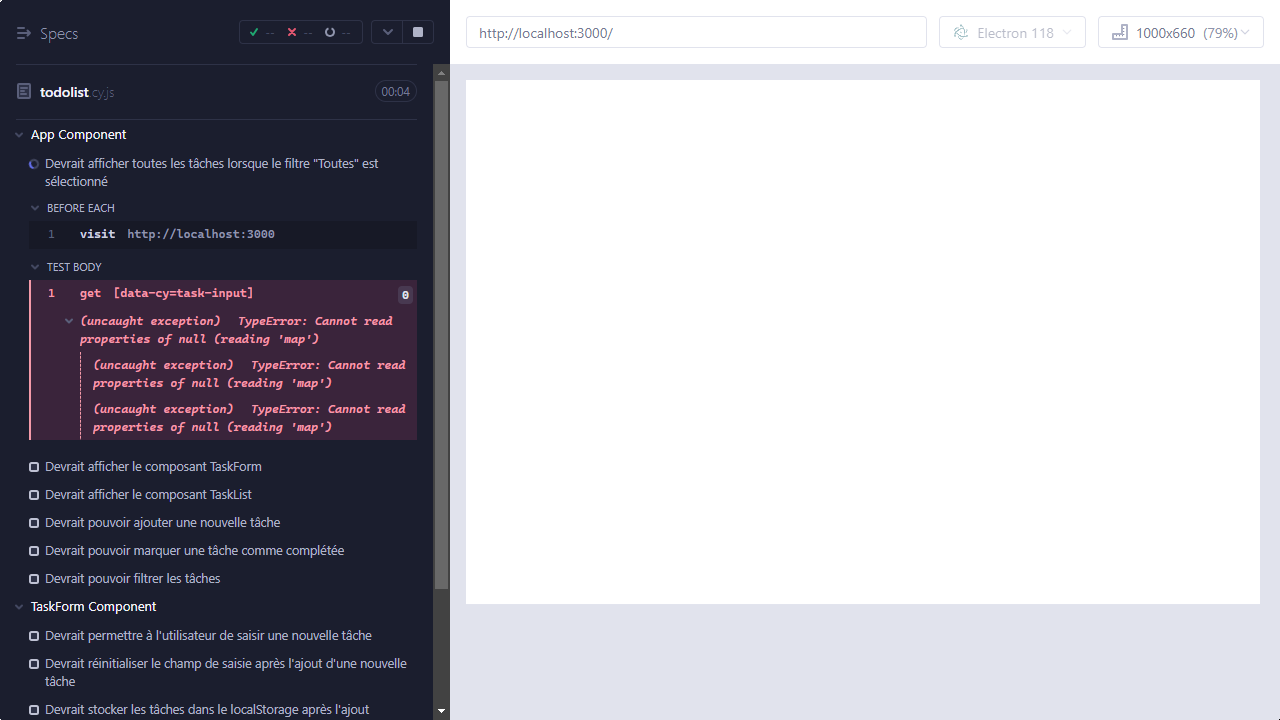 Specs
-- -- --
http://localhost:3000/
Electron 118
1000x660 (79%)
todolist.cy.js
00:04
App Component
Devrait afficher toutes les tâches lorsque le filtre "Toutes" est
sélectionné
BEFORE EACH
1 visit http://localhost:3000
TEST BODY
1 get [data-cy=task-input] 0
(uncaught exception) TypeError: Cannot read
properties of null (reading 'map')
(uncaught exception) TypeError: Cannot read
properties of null (reading 'map')
(uncaught exception) TypeError: Cannot read
properties of null (reading 'map')
Devrait afficher le composant TaskForm
Devrait afficher le composant TaskList
Devrait pouvoir ajouter une nouvelle tâche
Devrait pouvoir marquer une tâche comme complétée
Devrait pouvoir filtrer les tâches
TaskForm Component
Devrait permettre à l'utilisateur de saisir une nouvelle tâche
Devrait réinitialiser le champ de saisie après l'ajout d'une nouvelle
tâche
Devrait stocker les tâches dans le localStorage après l'ajout